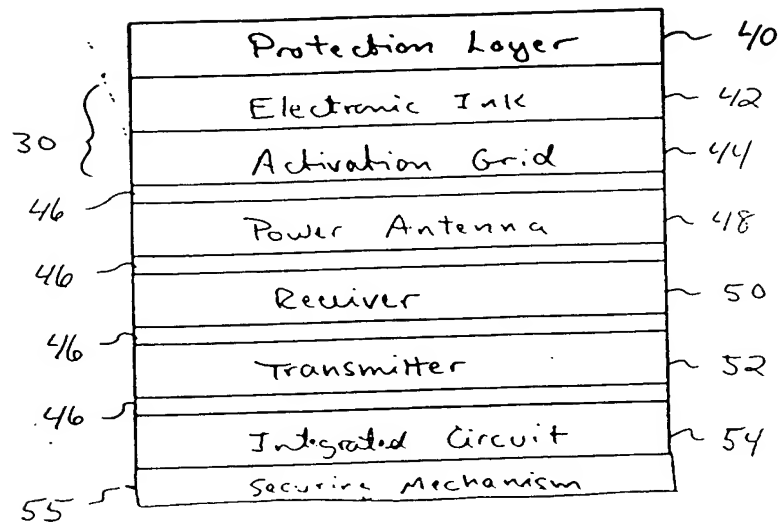 Protection Layer 40
Electronic Ink 42
30
Activation Grid 44
46
Power Antenna 48
46
Receiver 50
46
Transmitter 52
46
Integrated Circuit 54
55 Securing Mechanism